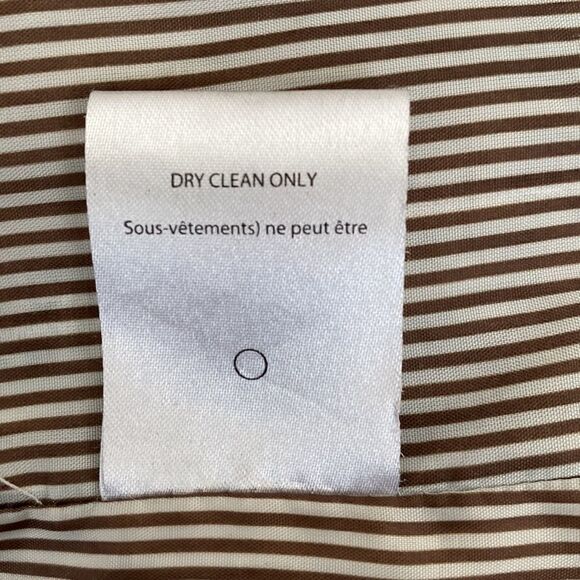 DRY CLEAN ONLY
Sous-vêtements) ne peut être